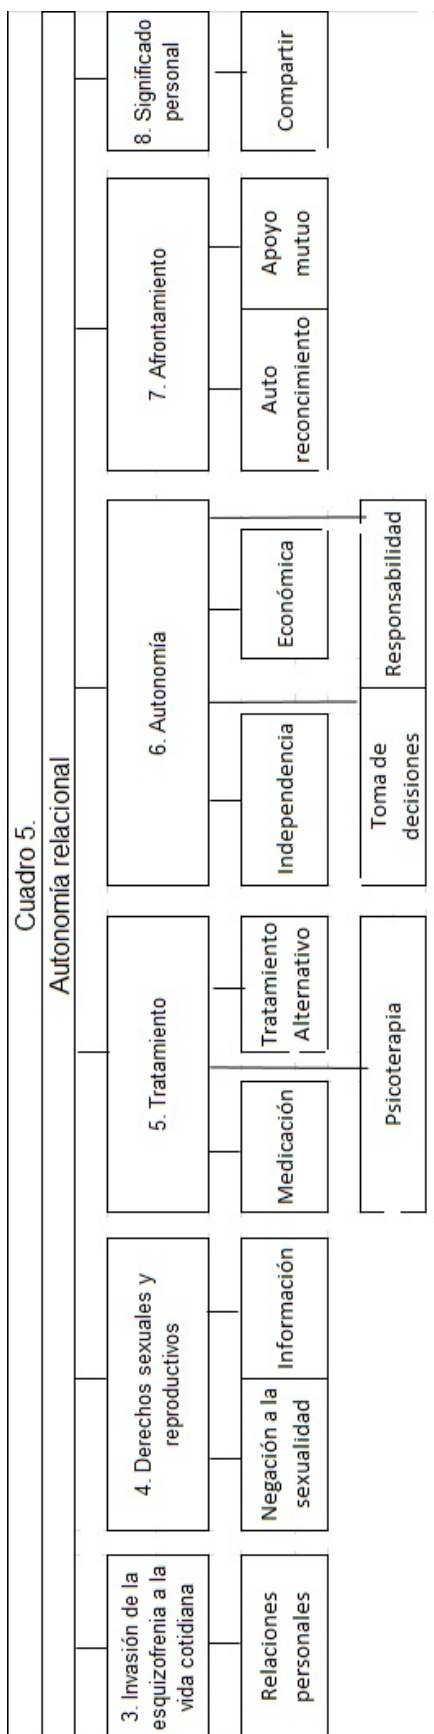 Cuadro 5.
Autonomía relacional
3. Invasión de la
esquizofrenia a la
vida cotidiana
4. Derechos sexuales y
reproductivos
5. Tratamiento
6. Autonomía
7. Afrontamiento
8. Significado
personal
Relaciones
personales
Negación a la
sexualidad
Información
Medicación
Tratamiento
Alternativo
Independencia
Económica
Auto
reconcimiento
Apoyo
mutuo
Compartir
Psicoterapia
Toma de
decisiones
Responsabilidad